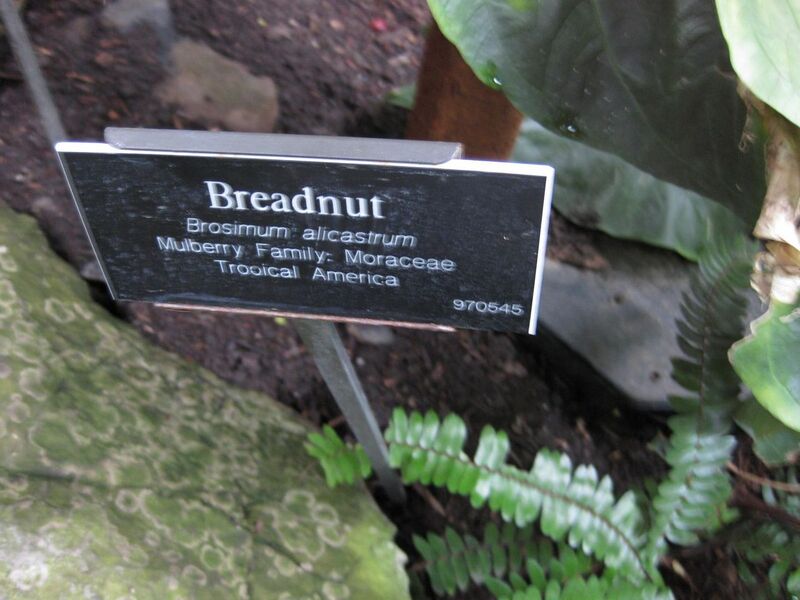 Breadnut
Brosimum alicastrum
Mulberry Family: Moraceae
Trooical America
970545